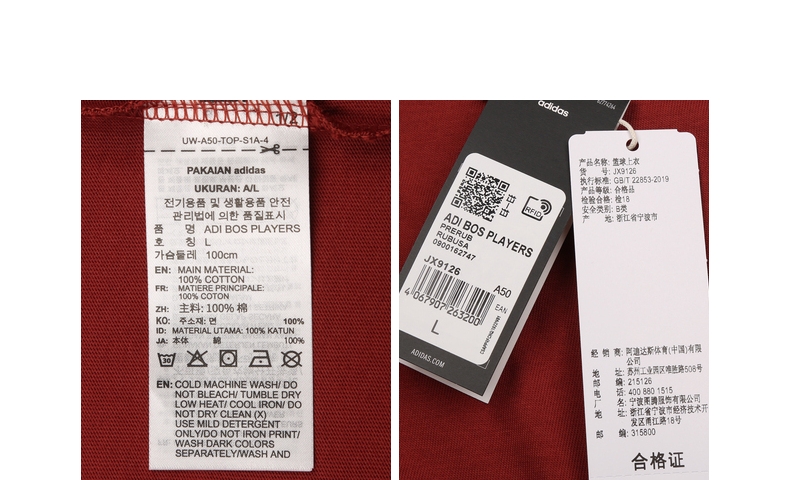 1/2
UW-A50-TOP-S1A-4
PAKAIAN adidas
UKURAN: A/L
전기용품 및 생활용품 안전
관리법에 의한 품질표시
품 명 ADI BOS PLAYERS
호 칭 L
가슴둘레 100cm
EN: MAIN MATERIAL:
100% COTTON
FR: MATIERE PRINCIPALE:
100% COTON
ZH: 主料: 100% 棉
KO: 주소재: 면 100%
ID: MATERIAL UTAMA: 100% KATUN
JA: 本体 綿 100%
EN: COLD MACHINE WASH/ DO
NOT BLEACH/ TUMBLE DRY
LOW HEAT/ COOL IRON/ DO
NOT DRY CLEAN (X)
USE MILD DETERGENT
ONLY/DO NOT IRON PRINT/
WASH DARK COLORS
SEPARATELY/WASH AND
adidas
RFID
ADI BOS PLAYERS
PRERUB
RUBUSA
0900162747
JX9126
A50
EAN
4 067907 263200
L
ADIDAS.COM
产品名称: 篮球上衣
货 号: JX9126
执行标准: GB/T 22853-2019
产品等级: 合格品
检验合格: 检18
安全类别: B类
产 地: 浙江省宁波市
经 销 商: 阿迪达斯体育(中国)有限
公司
地 址: 苏州工业园区唯胜路508号
邮 编: 215126
电 话: 400 880 1515
厂 名: 宁波图腾服饰有限公司
地 址: 浙江省宁波市经济技术开
发区甬江路18号
邮 编: 315800
合格证